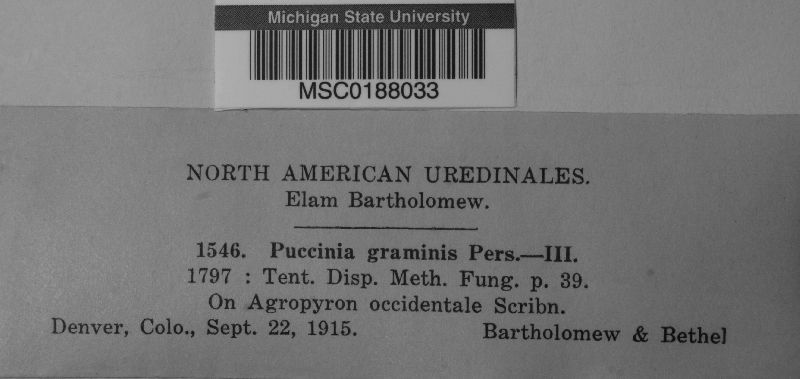 Michigan State University
MSC0188033
NORTH AMERICAN UREDINALES.
Elam Bartholomew.
1546. Puccinia graminis Pers.—III.
1797 : Tent. Disp. Meth. Fung. p. 39.
On Agropyron occidentale Scribn.
Denver, Colo., Sept. 22, 1915. Bartholomew & Bethel